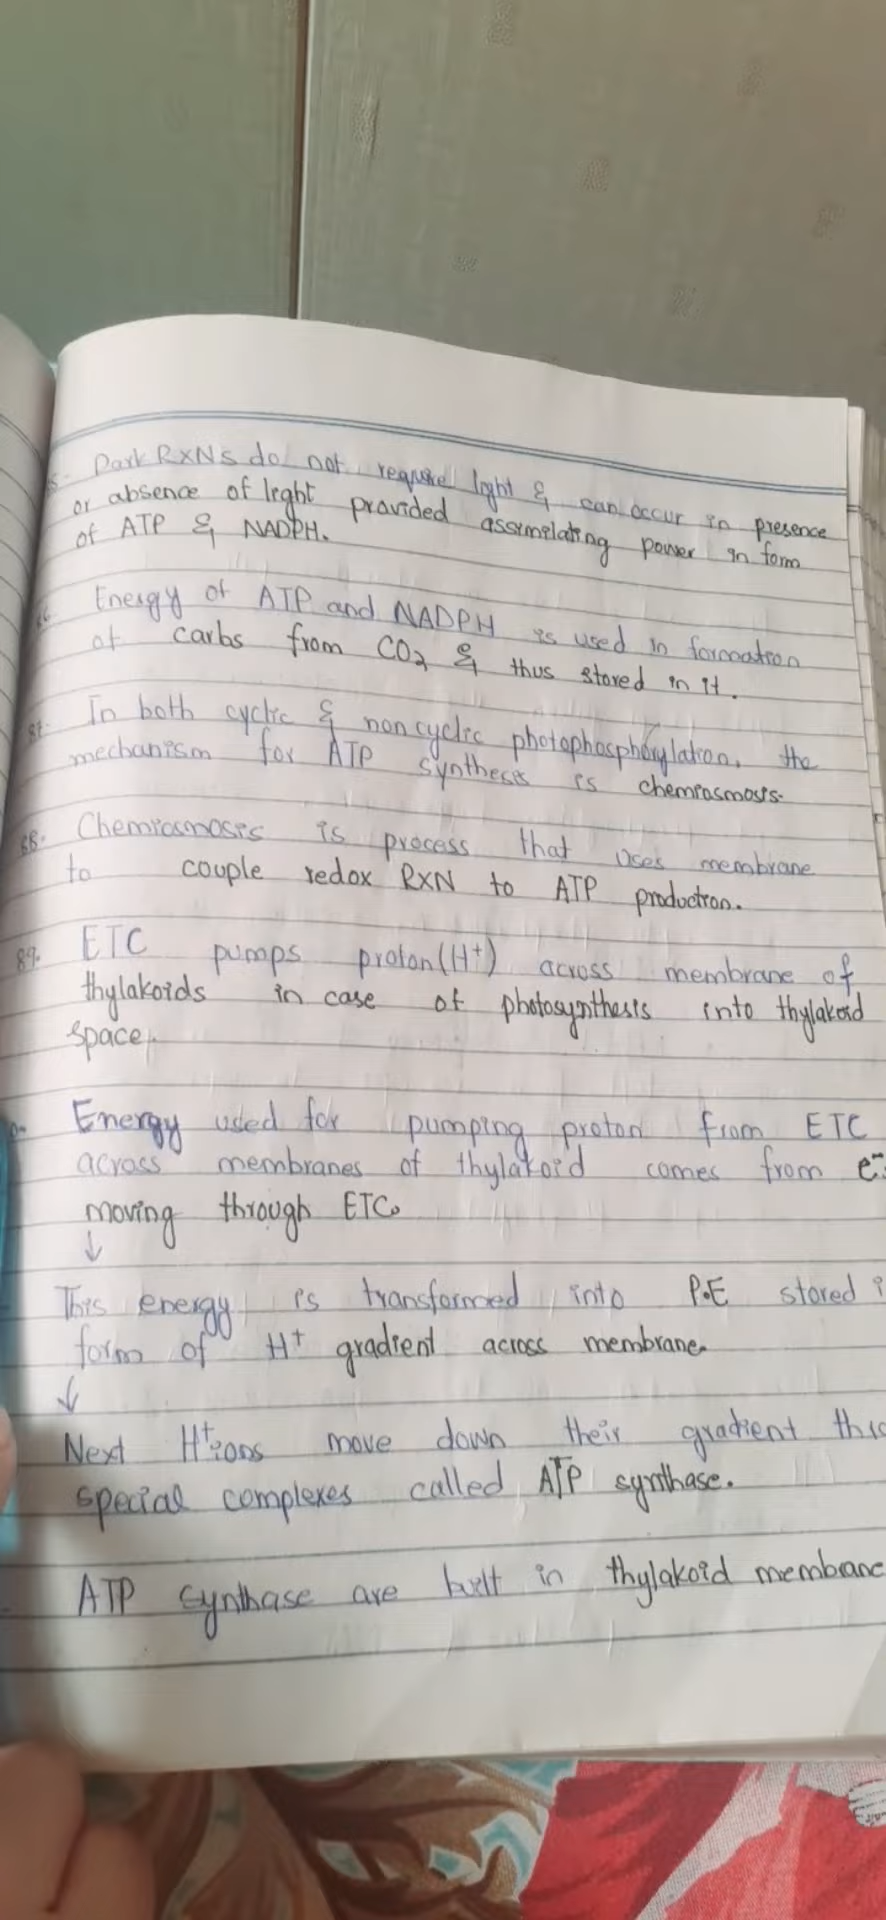 5. Dark RXNs do not require light & can occur in presence
or absence of light provided assimilating power in form
of ATP & NADPH.
86. Energy of ATP and NADPH is used in formation
of carbs from CO₂ & thus stored in it.
87. In both cyclic & non cyclic photophosphorylation, the
mechanism for ATP synthesis is chemiosmosis.
88. Chemiosmosis is process that uses membrane
to couple redox RXN to ATP production.
89. ETC pumps proton (H⁺) across membrane of
thylakoids in case of photosynthesis into thylakoid
space.
Energy used for pumping proton from ETC
across membranes of thylakoid comes from e⁻s
moving through ETC.
↓
This energy is transformed into P.E stored i
form of H⁺ gradient across membrane.
↓
Next H⁺ ions move down their gradient
special complexes called ATP synthase.
ATP synthase are built in thylakoid membrane